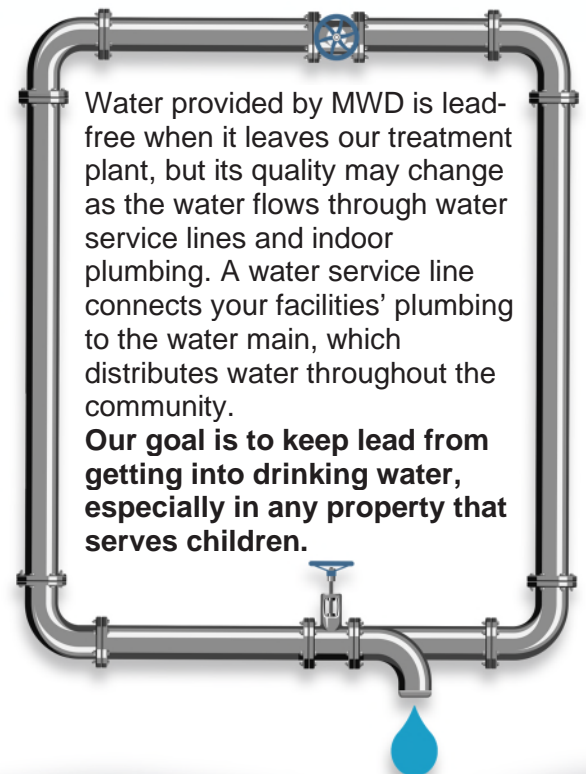 Water provided by MWD is lead-
free when it leaves our treatment
plant, but its quality may change
as the water flows through water
service lines and indoor
plumbing. A water service line
connects your facilities’ plumbing
to the water main, which
distributes water throughout the
community.
Our goal is to keep lead from
getting into drinking water,
especially in any property that
serves children.